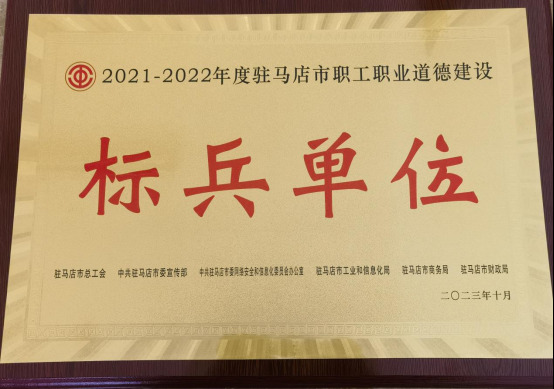 2021-2022年度驻马店市职工职业道德建设
标兵单位
驻马店市总工会 中共驻马店市委宣传部 中共驻马店市委网络安全和信息化委员会办公室 驻马店市工业和信息化局 驻马店市商务局 驻马店市财政局
二〇二三年十月